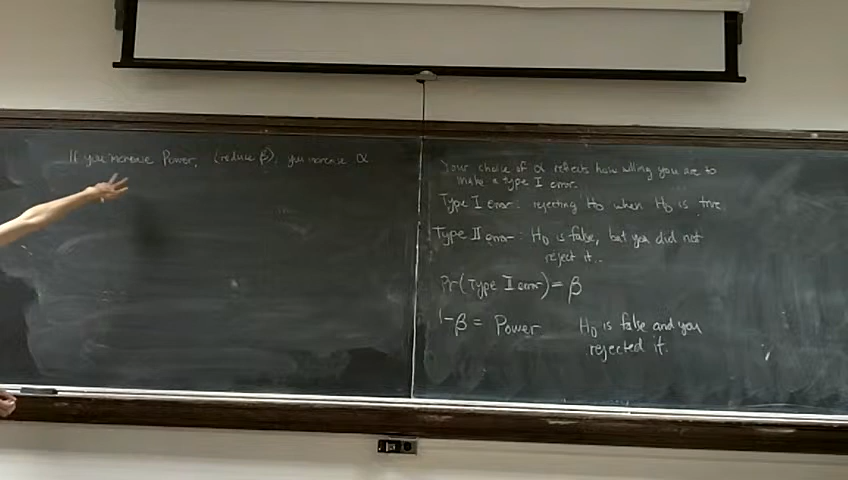 If you increase Power, (reduce β), you increase α
Your choice of α reflects how willing you are to
make a type I error.
Type I error: rejecting H0 when H0 is true.
Type II error: H0 is false, but you did not
reject it..
Pr(Type II error) = β
1-β = Power
H0 is false and you
rejected it.